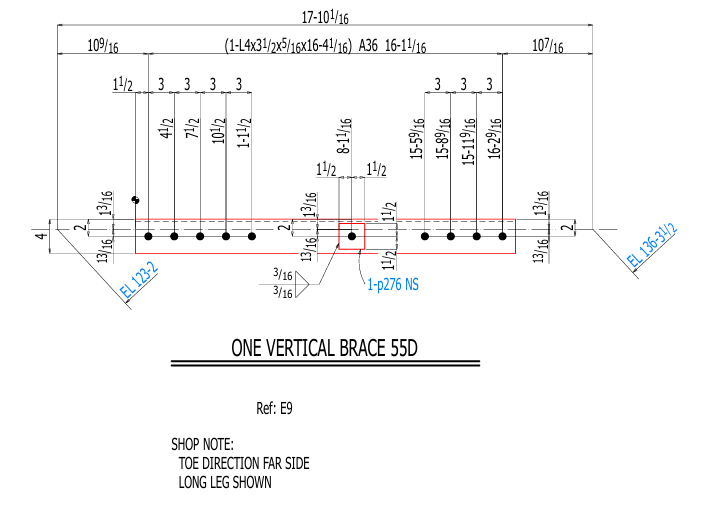 17-10 1/16
10 9/16 (1-L4x3 1/2x5/16x16-4 1/16) A36 16-1 1/16 10 7/16
1 1/2 3 3 3 3 3 3 3
4 1/2 7 1/2 10 1/2 1-1 1/2 8-1 1/16 15-5 9/16 15-8 9/16 15-11 9/16 16-2 9/16
1 1/2 1 1/2
13/16 13/16 1 1/2 13/16
4 2 2 2
13/16 13/16 1 1/2 13/16
EL 123-2 EL 136-3 1/2
3/16
3/16
1-p276 NS
ONE VERTICAL BRACE 55D
Ref: E9
SHOP NOTE:
TOE DIRECTION FAR SIDE
LONG LEG SHOWN